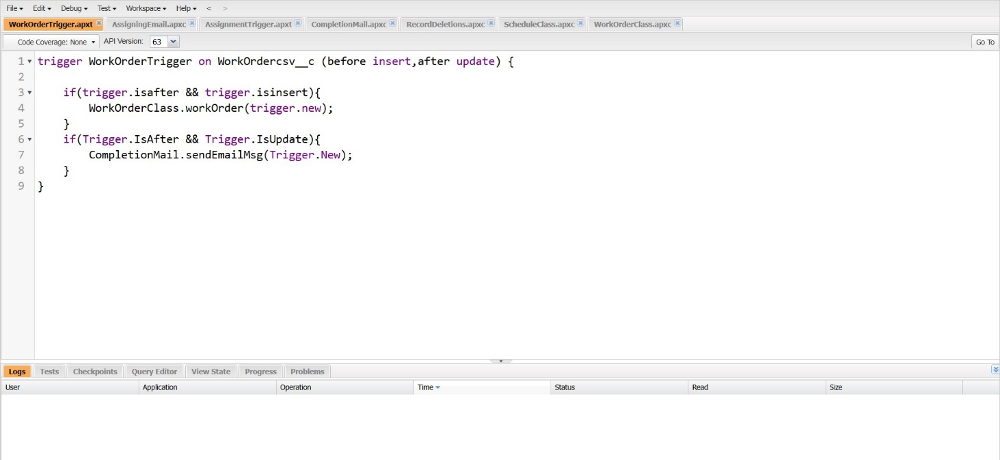 File Edit Debug Test Workspace Help < >
WorkOrderTrigger.apxt AssigningEmail.apxc AssignmentTrigger.apxt CompletionMail.apxc RecordDeletions.apxc ScheduleClass.apxc WorkOrderClass.apxc
Code Coverage: None API Version: 63 Go To
1 trigger WorkOrderTrigger on WorkOrdercsv__c (before insert,after update) {
2
3 if(trigger.isafter && trigger.isinsert){
4 WorkOrderClass.workOrder(trigger.new);
5 }
6 if(Trigger.IsAfter && Trigger.IsUpdate){
7 CompletionMail.sendEmailMsg(Trigger.New);
8 }
9 }
Logs Tests Checkpoints Query Editor View State Progress Problems
User Application Operation Time Status Read Size